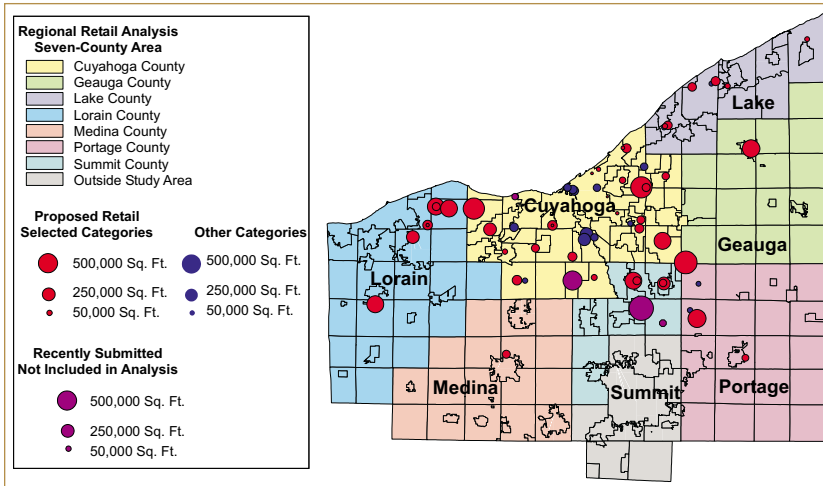 Regional Retail Analysis
Seven-County Area
Cuyahoga County
Geauga County
Lake County
Lorain County
Medina County
Portage County
Summit County
Outside Study Area
Proposed Retail
Selected Categories
500,000 Sq. Ft.
250,000 Sq. Ft.
50,000 Sq. Ft.
Other Categories
500,000 Sq. Ft.
250,000 Sq. Ft.
50,000 Sq. Ft.
Recently Submitted
Not Included in Analysis
500,000 Sq. Ft.
250,000 Sq. Ft.
50,000 Sq. Ft.
Lake
Cuyahoga
Geauga
Lorain
Medina
Summit
Portage